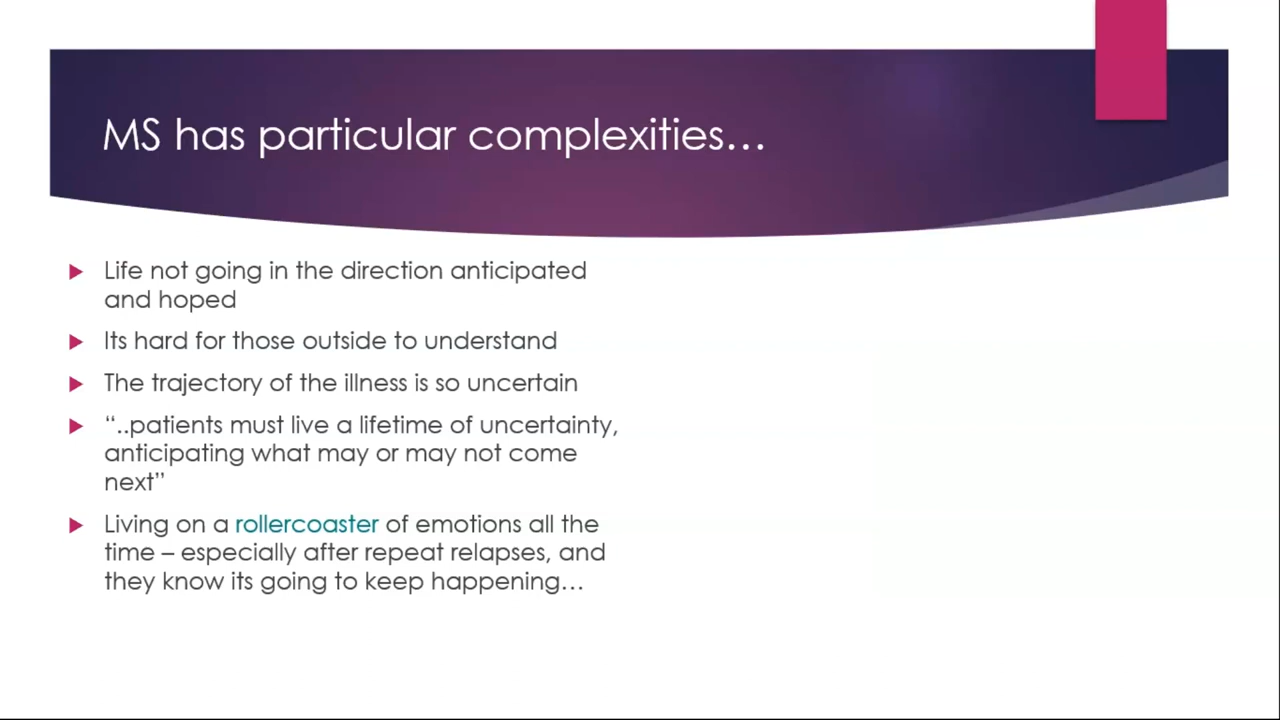 MS has particular complexities…
Life not going in the direction anticipated
and hoped
Its hard for those outside to understand
The trajectory of the illness is so uncertain
“..patients must live a lifetime of uncertainty,
anticipating what may or may not come
next”
Living on a rollercoaster of emotions all the
time – especially after repeat relapses, and
they know its going to keep happening…